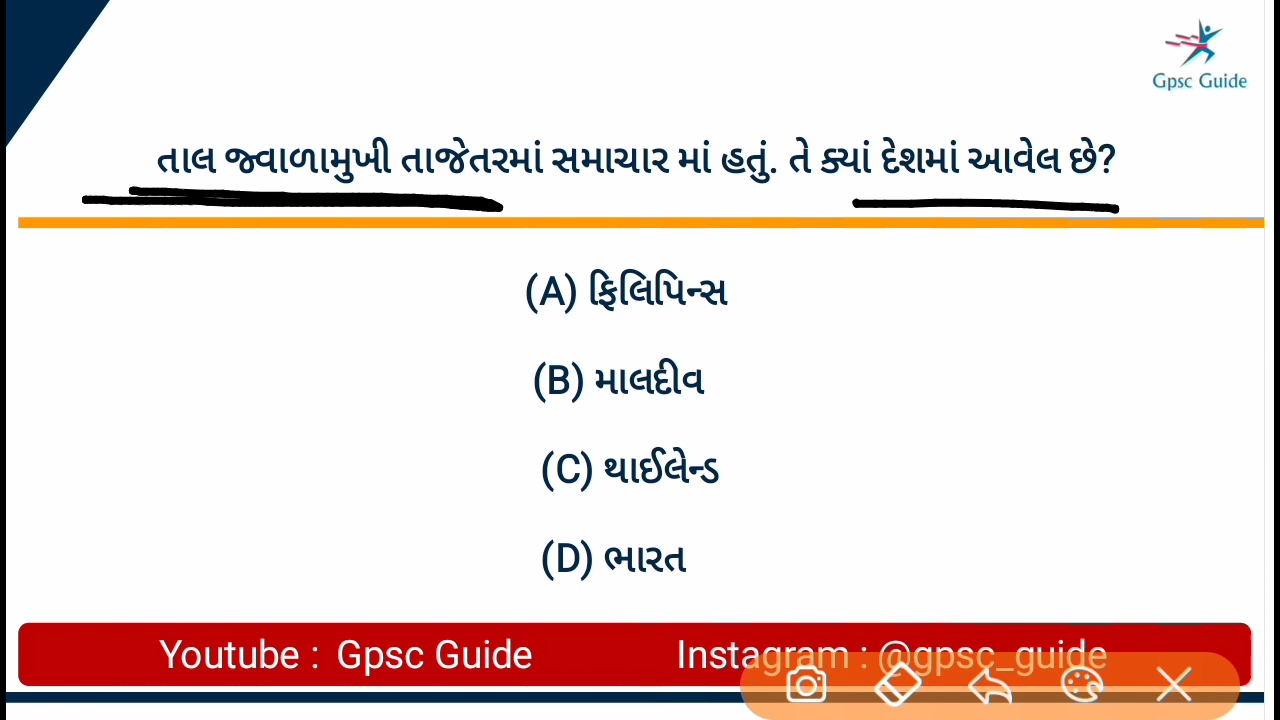 Gpsc Guide
તાલ જ્વાળામુખી તાજેતરમાં સમાચાર માં હતું. તે ક્યાં દેશમાં આવેલ છે?
(A) ફિલિપિન્સ
(B) માલદીવ
(C) થાઈલેન્ડ
(D) ભારત
Youtube : Gpsc Guide Instagram : @gpsc_guide